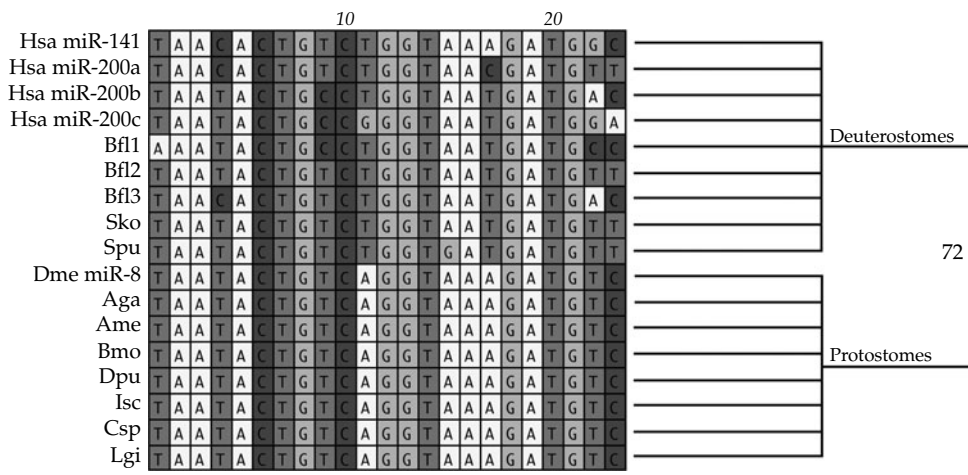 10 20
Hsa miR-141 T A A C A C T G T C T G G T A A A G A T G G C
Hsa miR-200a T A A C A C T G T C T G G T A A C G A T G T T
Hsa miR-200b T A A T A C T G C C T G G T A A T G A T G A C
Hsa miR-200c T A A T A C T G C C G G G T A A T G A T G G A
Bfl1 A A A T A C T G C C T G G T A A T G A T G C C Deuterostomes
Bfl2 T A A T A C T G T C T G G T A A T G A T G T T
Bfl3 T A A C A C T G T C T G G T A A T G A T G A C
Sko T A A T A C T G T C T G G T A A T G A T G T T
Spu T A A T A C T G T C T G G T G A T G A T G T T 72
Dme miR-8 T A A T A C T G T C A G G T A A A G A T G T C
Aga T A A T A C T G T C A G G T A A A G A T G T C
Ame T A A T A C T G T C A G G T A A A G A T G T C
Bmo T A A T A C T G T C A G G T A A A G A T G T C Protostomes
Dpu T A A T A C T G T C A G G T A A A G A T G T C
Isc T A A T A C T G T C A G G T A A A G A T G T C
Csp T A A T A C T G T C A G G T A A A G A T G T C
Lgi T A A T A C T G T C A G G T A A A G A T G T C